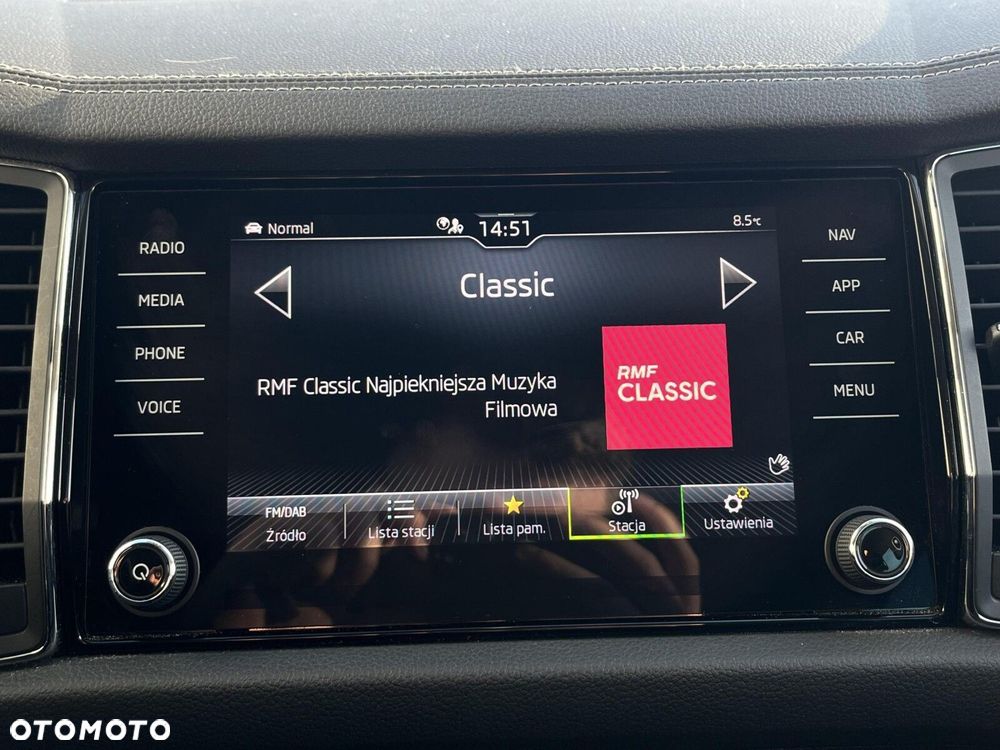 Normal
14:51
8.5°C
RADIO
MEDIA
PHONE
VOICE
Classic
RMF Classic Najpiekniejsza Muzyka
Filmowa
RMF
CLASSIC
NAV
APP
CAR
MENU
FM/DAB
Źródło
Lista stacji
Lista pam.
Stacja
Ustawienia
OTOMOTO